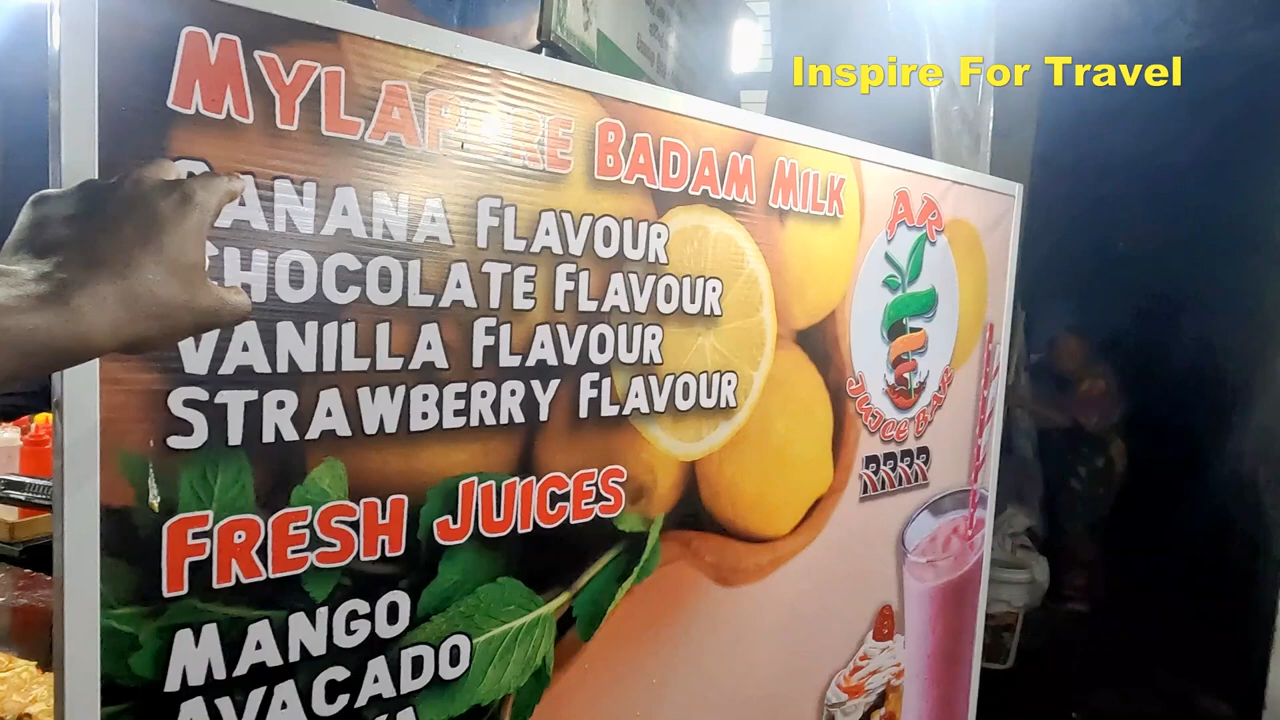 Inspire For Travel
MYLAPORE BADAM MILK
BANANA FLAVOUR
CHOCOLATE FLAVOUR
VANILLA FLAVOUR
STRAWBERRY FLAVOUR
FRESH JUICES
MANGO
AVACADO
AR
JUICE BAR
RRRR